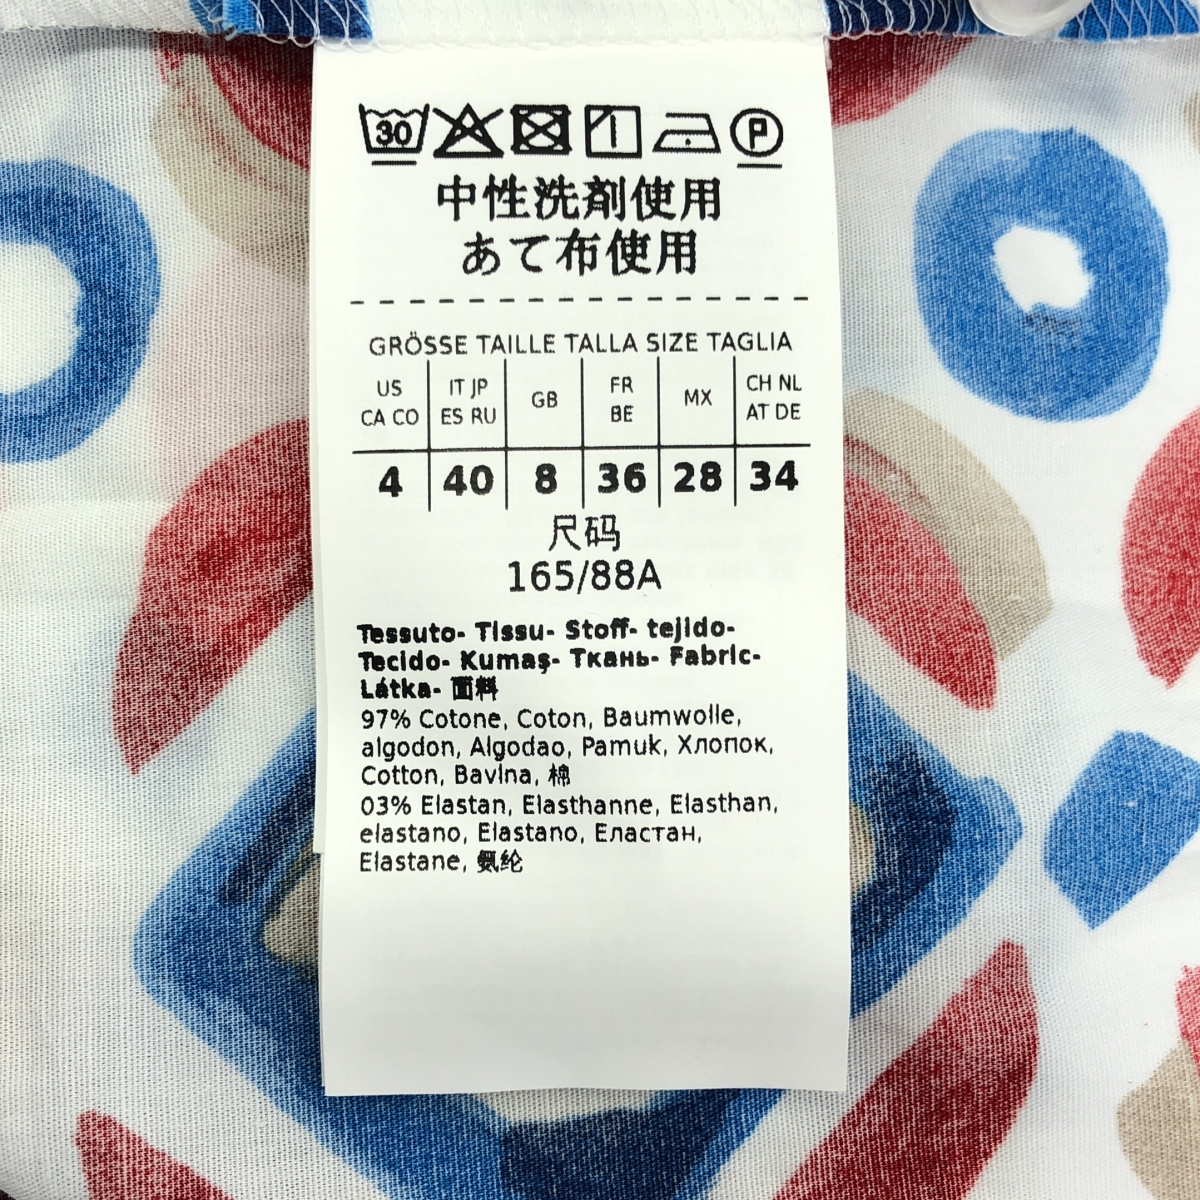 30 P
中性洗剤使用
あて布使用
GRÖSSE TAILLE TALLA SIZE TAGLIA
US CA CO | IT JP ES RU | GB | FR BE | MX | CH NL AT DE
4 | 40 | 8 | 36 | 28 | 34
尺码
165/88A
Tessuto- Tissu- Stoff- tejido-
Tecido- Kumaş- Ткань- Fabric-
Látka- 面料
97% Cotone, Coton, Baumwolle,
algodon, Algodao, Pamuk, Хлопок,
Cotton, Bavlna, 棉
03% Elastan, Elasthanne, Elasthan,
elastano, Elastano, Еластан,
Elastane, 氨纶